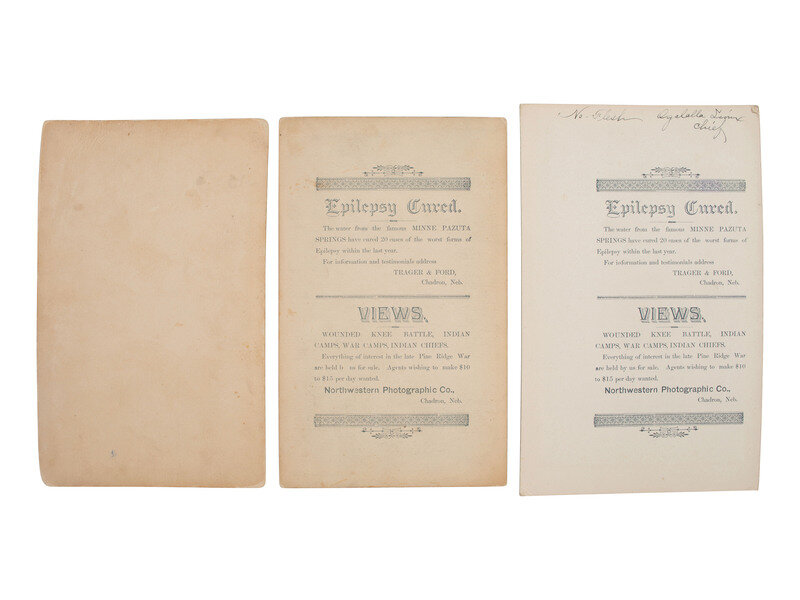 Epilepsy Cured.
The water from the famous MINNE PAZUTA
SPRINGS have cured 20 cases of the worst forms of
Epilepsy within the last year.
For information and testimonials address
TRAGER & FORD,
Chadron, Neb.
VIEWS.
WOUNDED KNEE BATTLE, INDIAN
CAMPS, WAR CAMPS, INDIAN CHIEFS.
Everything of interest in the late Pine Ridge War
are held b us for sale. Agents wishing to make $10
to $15 per day wanted.
Northwestern Photographic Co.,
Chadron, Neb.
No-Flesh Ogalalla Sioux
Chief
Epilepsy Cured.
The water from the famous MINNE PAZUTA
SPRINGS have cured 20 cases of the worst forms of
Epilepsy within the last year.
For information and testimonials address
TRAGER & FORD,
Chadron, Neb.
VIEWS.
WOUNDED KNEE BATTLE, INDIAN
CAMPS, WAR CAMPS, INDIAN CHIEFS.
Everything of interest in the late Pine Ridge War
are held by us for sale. Agents wishing to make $10
to $15 per day wanted.
Northwestern Photographic Co.,
Chadron, Neb.